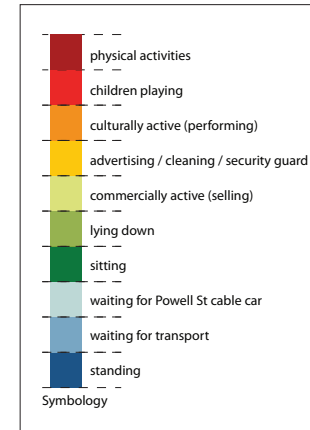 physical activities
children playing
culturally active (performing)
advertising / cleaning / security guard
commercially active (selling)
lying down
sitting
waiting for Powell St cable car
waiting for transport
standing
Symbology